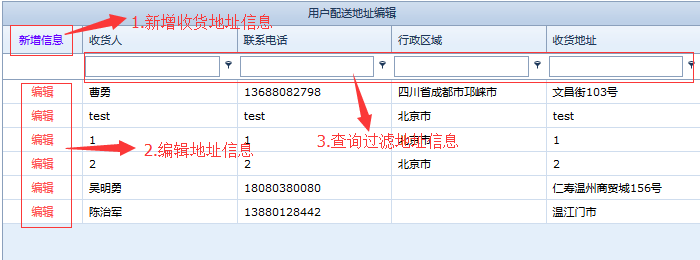 用户配送地址编辑
1.新增收货地址信息
新增信息 收货人 联系电话 行政区域 收货地址
编辑 曹勇 13688082798 四川省成都市邛崃市 文昌街103号
编辑 test test 北京市 test
编辑 1 1 北京市 1
2.编辑地址信息
3.查询过滤地址信息
编辑 2 2 北京市 2
编辑 吴明勇 18080380080 仁寿温州商贸城156号
编辑 陈治军 13880128442 温江门市